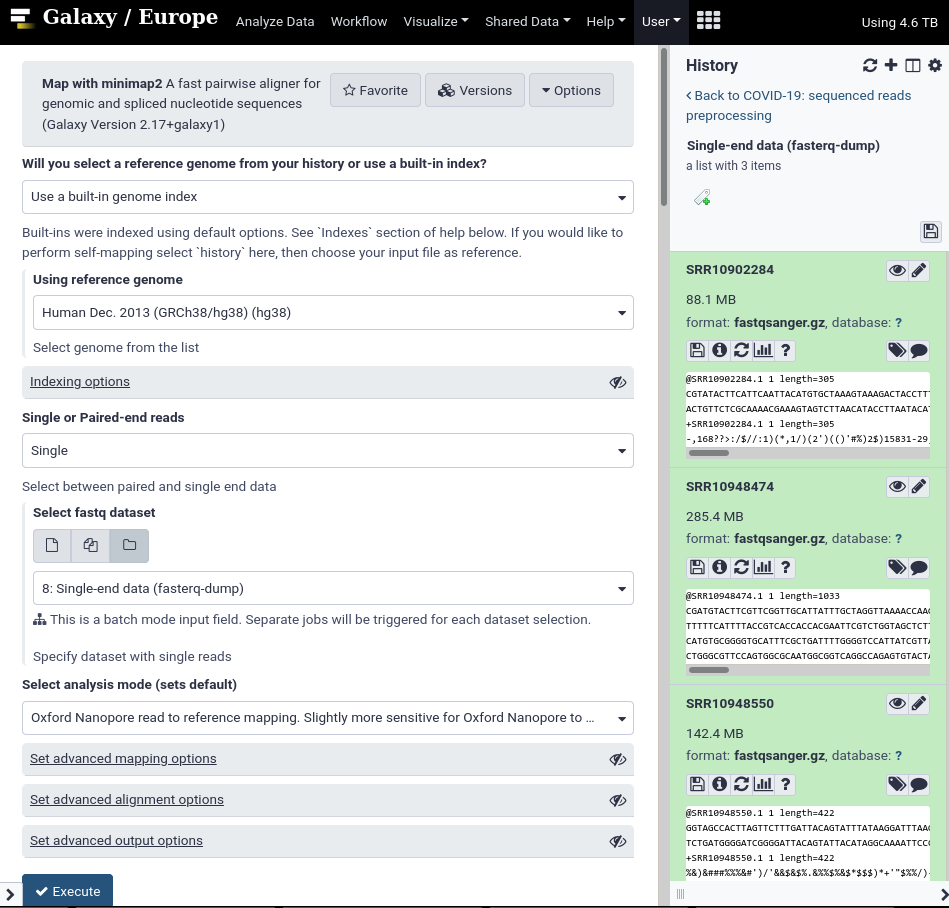 Galaxy / Europe
Analyze Data Workflow Visualize Shared Data Help User Using 4.6 TB
Map with minimap2 A fast pairwise aligner for
genomic and spliced nucleotide sequences
(Galaxy Version 2.17+galaxy1)
Favorite Versions Options
Will you select a reference genome from your history or use a built-in index?
Use a built-in genome index
Built-ins were indexed using default options. See `Indexes` section of help below. If you would like to
perform self-mapping select `history` here, then choose your input file as reference.
Using reference genome
Human Dec. 2013 (GRCh38/hg38) (hg38)
Select genome from the list
Indexing options
Single or Paired-end reads
Single
Select between paired and single end data
Select fastq dataset
8: Single-end data (fasterq-dump)
This is a batch mode input field. Separate jobs will be triggered for each dataset selection.
Specify dataset with single reads
Select analysis mode (sets default)
Oxford Nanopore read to reference mapping. Slightly more sensitive for Oxford Nanopore to ...
Set advanced mapping options
Set advanced alignment options
Set advanced output options
Execute
History
Back to COVID-19: sequenced reads
preprocessing
Single-end data (fasterq-dump)
a list with 3 items
SRR10902284
88.1 MB
format: fastqsanger.gz, database: ?
?
@SRR10902284.1 1 length=305
CGTATACTTCATTCAATTACATGTGCTAAAGTAAAGACTACCTT
ACTGTTCTCGCAAAACGAAAGTAGTCTTAACATACCTTAATACA
+SRR10902284.1 1 length=305
-,168??>:/$//:1)(*,1/)(2')(()'#%)2$)15831-29
SRR10948474
285.4 MB
format: fastqsanger.gz, database: ?
?
@SRR10948474.1 1 length=1033
CGATGTACTTCGTTCGGTTGCATTATTTGCTAGGTTAAAACCAA
TTTTTCATTTTACCGTCACCACCACGAATTCGTCTGGTAGCTCT
CATGTGCGGGGTGCATTTCGCTGATTTTGGGGTCCATTATCGTT
CTGGGCGTTCCAGTGGCGCAATGGCGGTCAGGCCAGAGTGTACT
SRR10948550
142.4 MB
format: fastqsanger.gz, database: ?
?
@SRR10948550.1 1 length=422
GGTAGCCACTTAGTTCTTTGATTACAGTATTTATAAGGATTTAA
TCTGATGGGGATCGGGGATTACAGTATTACATAGGCAAAATTCC
+SRR10948550.1 1 length=422
%&)&###%%%&#')/'&&$&$%.&%%$%&$*$$$)*+'"$%%/)